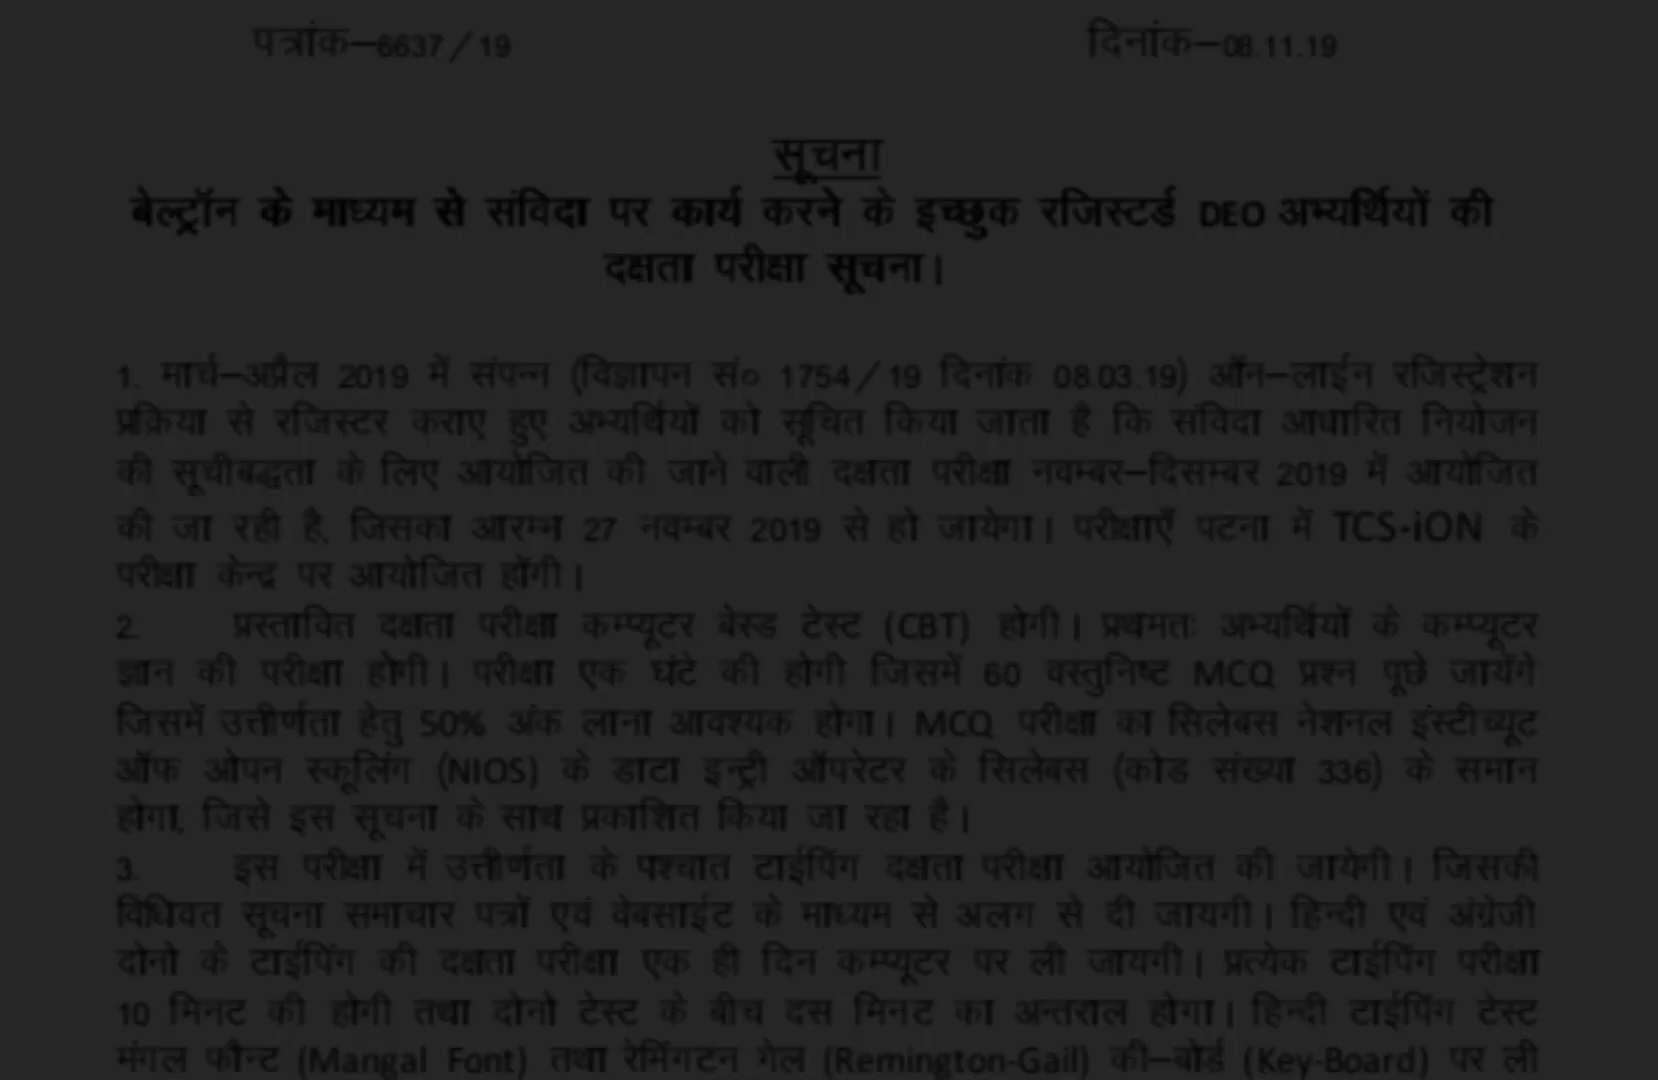 पत्रांक–6637/19 दिनांक–08.11.19
सूचना
बेल्ट्रॉन के माध्यम से संविदा पर कार्य करने के इच्छुक रजिस्टर्ड DEO अभ्यर्थियों की
दक्षता परीक्षा सूचना।
1. मार्च–अप्रैल 2019 में संपन्न (विज्ञापन सं० 1754/19 दिनांक 08.03.19) ऑन–लाईन रजिस्ट्रेशन
प्रक्रिया से रजिस्टर कराए हुए अभ्यर्थियों को सूचित किया जाता है कि संविदा आधारित नियोजन
की सूचीबद्धता के लिए आयोजित की जाने वाली दक्षता परीक्षा नवम्बर–दिसम्बर 2019 में आयोजित
की जा रही है, जिसका आरम्भ 27 नवम्बर 2019 से हो जायेगा। परीक्षाएँ पटना में TCS-iON के
परीक्षा केन्द्र पर आयोजित होंगी।
2. प्रस्तावित दक्षता परीक्षा कम्प्यूटर बेस्ड टेस्ट (CBT) होगी। प्रथमतः अभ्यर्थियों के कम्प्यूटर
ज्ञान की परीक्षा होगी। परीक्षा एक घंटे की होगी जिसमें 60 वस्तुनिष्ट MCQ प्रश्न पूछे जायेंगे
जिसमें उत्तीर्णता हेतु 50% अंक लाना आवश्यक होगा। MCQ परीक्षा का सिलेबस नेशनल इंस्टीच्यूट
ऑफ ओपन स्कूलिंग (NIOS) के डाटा इन्ट्री ऑपरेटर के सिलेबस (कोड संख्या 336) के समान
होगा, जिसे इस सूचना के साथ प्रकाशित किया जा रहा है।
3. इस परीक्षा में उत्तीर्णता के पश्चात टाईपिंग दक्षता परीक्षा आयोजित की जायेगी। जिसकी
विधिवत सूचना समाचार पत्रों एवं वेबसाईट के माध्यम से अलग से दी जायगी। हिन्दी एवं अंग्रेजी
दोनो के टाईपिंग की दक्षता परीक्षा एक ही दिन कम्प्यूटर पर ली जायगी। प्रत्येक टाईपिंग परीक्षा
10 मिनट की होगी तथा दोनो टेस्ट के बीच दस मिनट का अन्तराल होगा। हिन्दी टाईपिंग टेस्ट
मंगल फौन्ट (Mangal Font) तथा रेमिंगटन गेल (Remington-Gail) की–बोर्ड (Key-Board) पर ली